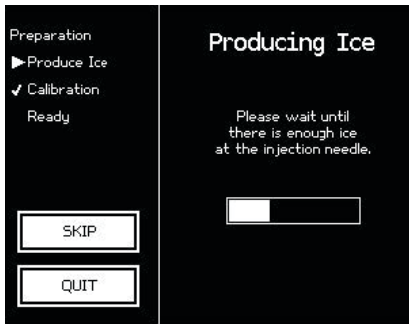 Preparation
Produce Ice
Calibration
Ready
SKIP
QUIT
Producing Ice
Please wait until
there is enough ice
at the injection needle.